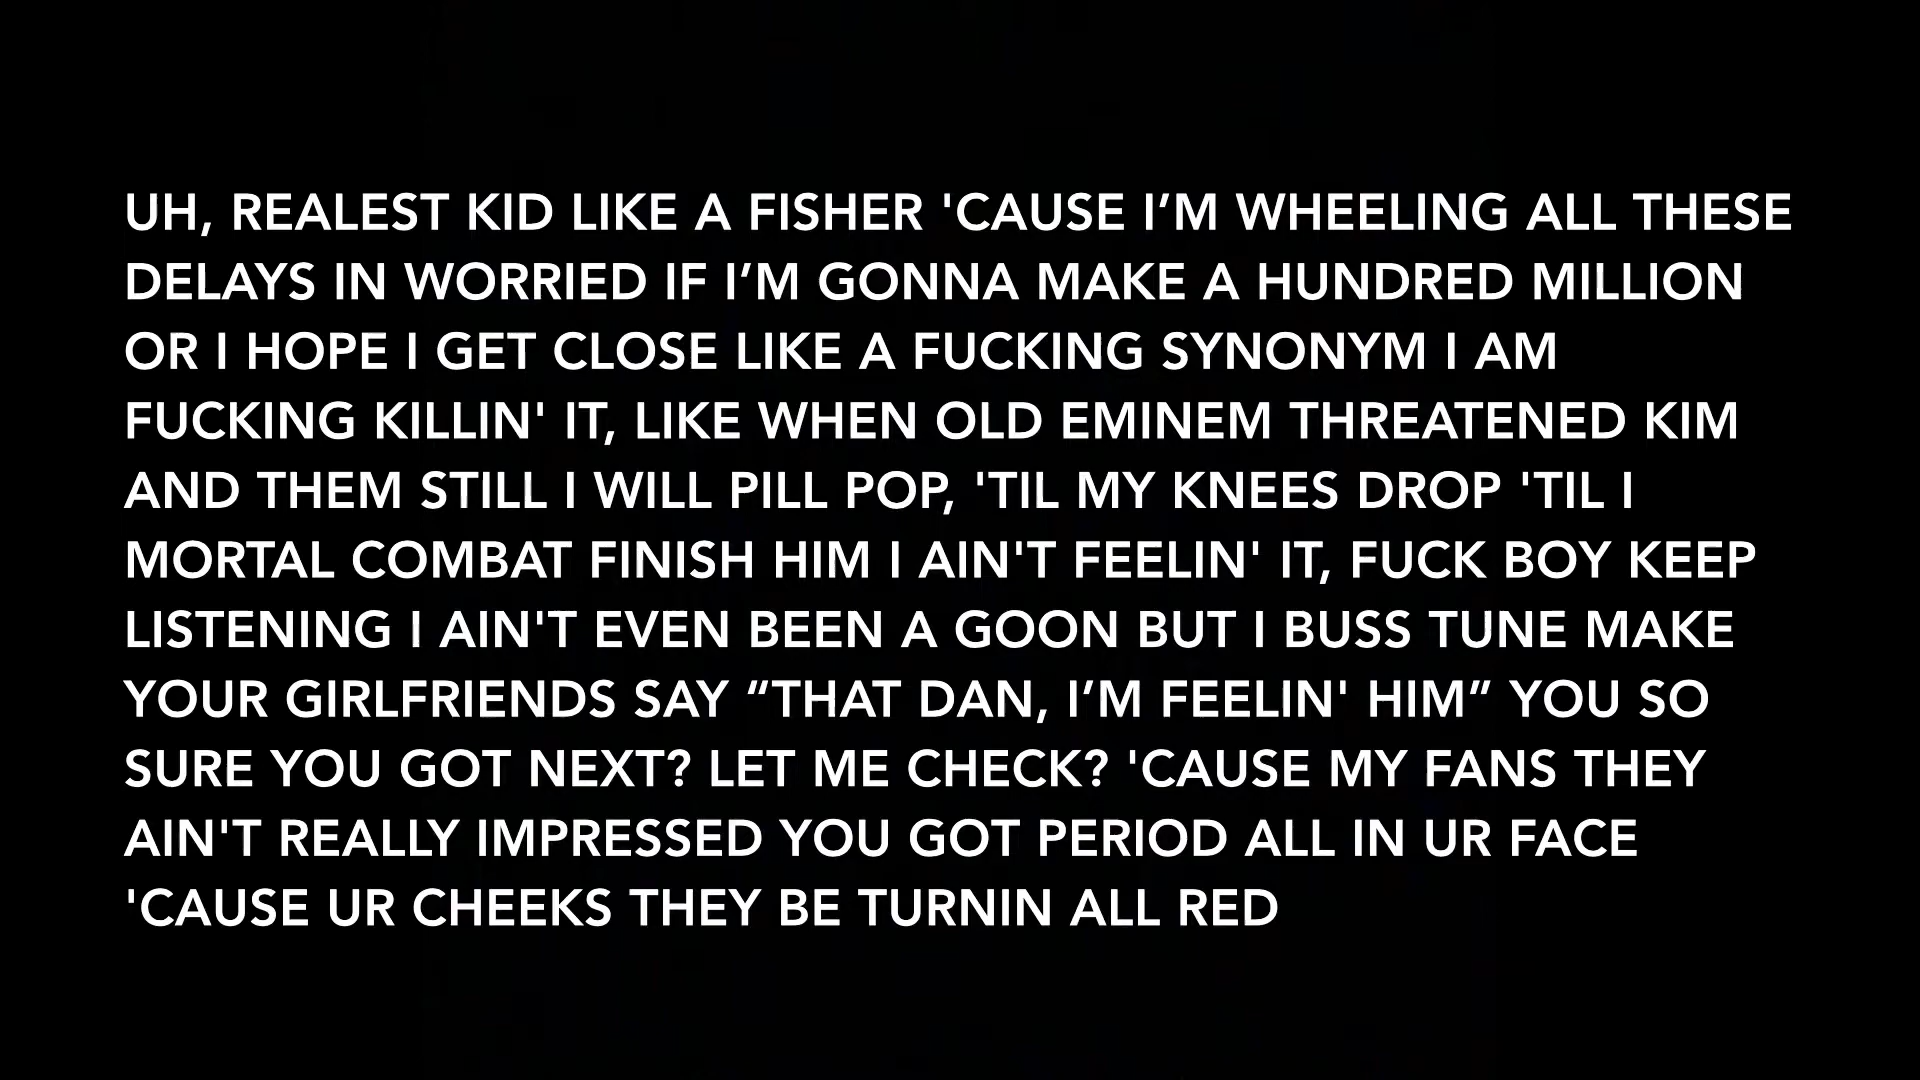 UH, REALEST KID LIKE A FISHER 'CAUSE I’M WHEELING ALL THESE
DELAYS IN WORRIED IF I’M GONNA MAKE A HUNDRED MILLION
OR I HOPE I GET CLOSE LIKE A FUCKING SYNONYM I AM
FUCKING KILLIN' IT, LIKE WHEN OLD EMINEM THREATENED KIM
AND THEM STILL I WILL PILL POP, 'TIL MY KNEES DROP 'TIL I
MORTAL COMBAT FINISH HIM I AIN'T FEELIN' IT, FUCK BOY KEEP
LISTENING I AIN'T EVEN BEEN A GOON BUT I BUSS TUNE MAKE
YOUR GIRLFRIENDS SAY “THAT DAN, I’M FEELIN' HIM” YOU SO
SURE YOU GOT NEXT? LET ME CHECK? 'CAUSE MY FANS THEY
AIN'T REALLY IMPRESSED YOU GOT PERIOD ALL IN UR FACE
'CAUSE UR CHEEKS THEY BE TURNIN ALL RED